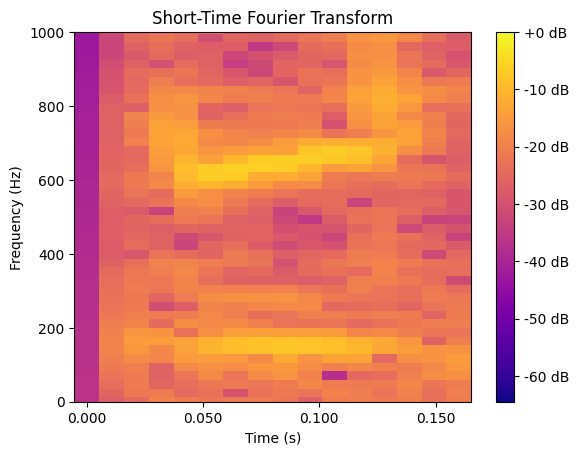 Short-Time Fourier Transform
Frequency (Hz)
1000
800
600
400
200
0
0.000
0.050
0.100
0.150
Time (s)
+0 dB
-10 dB
-20 dB
-30 dB
-40 dB
-50 dB
-60 dB